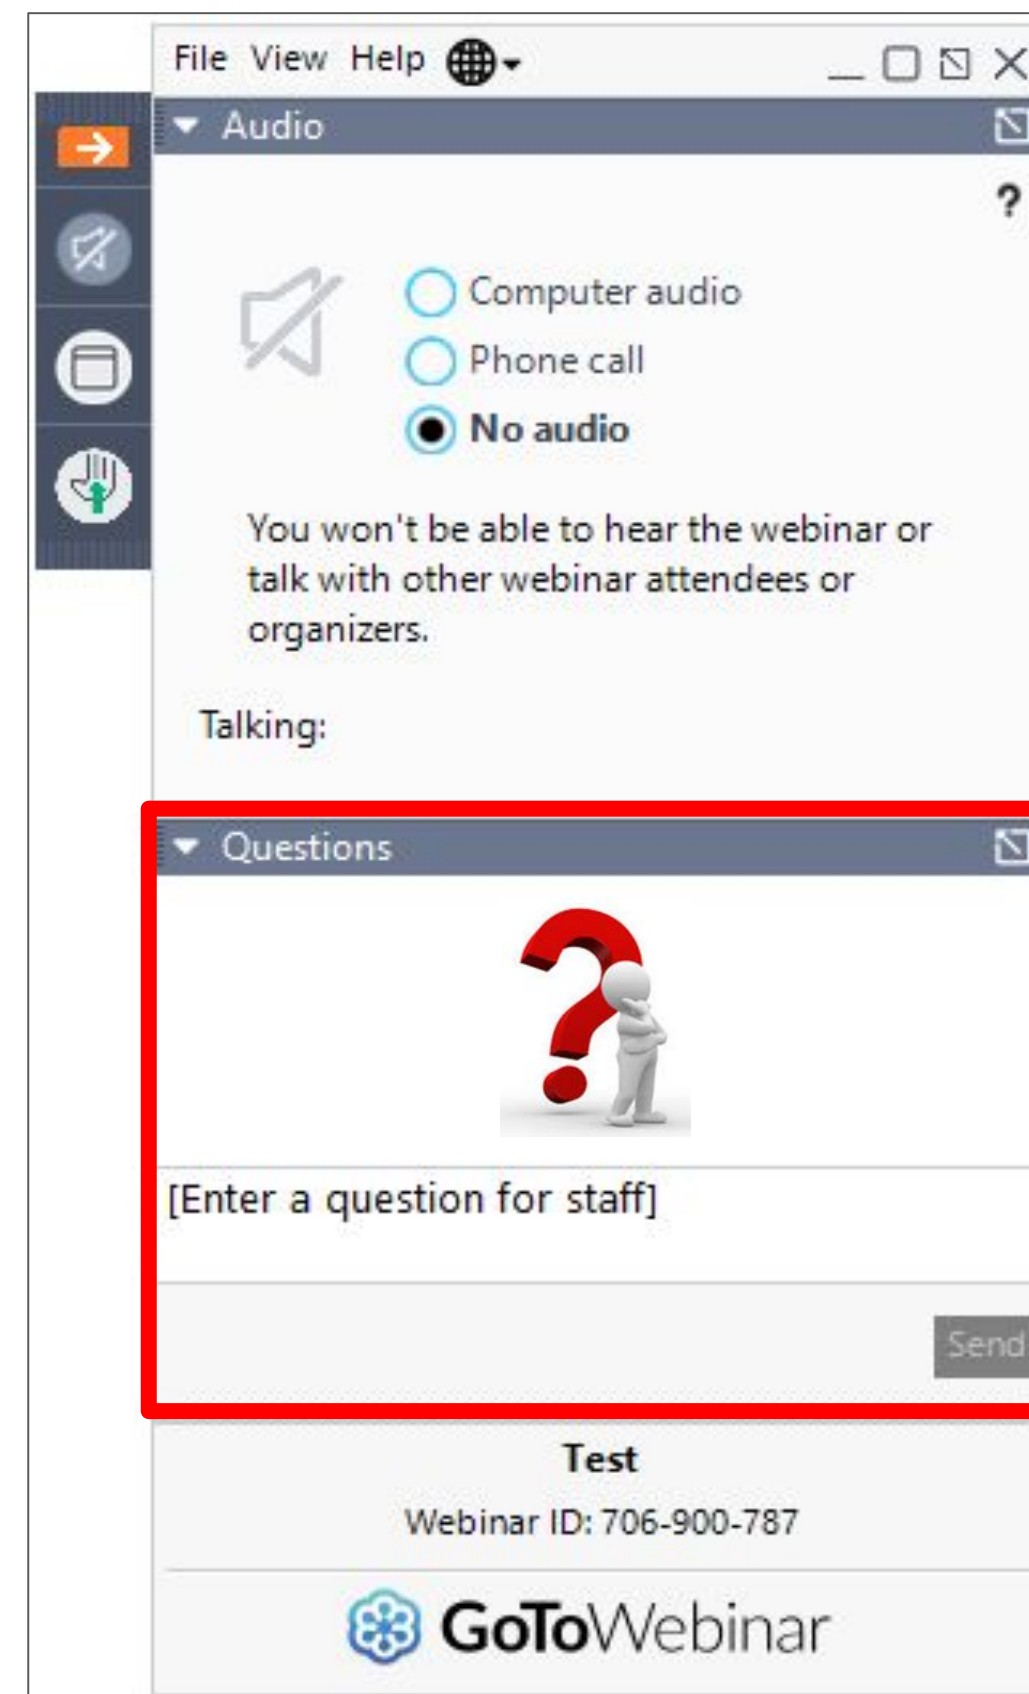 File View Help
Audio
?
Computer audio
Phone call
No audio
You won't be able to hear the webinar or
talk with other webinar attendees or
organizers.
Talking:
Questions
[Enter a question for staff]
Send
Test
Webinar ID: 706-900-787
GoToWebinar